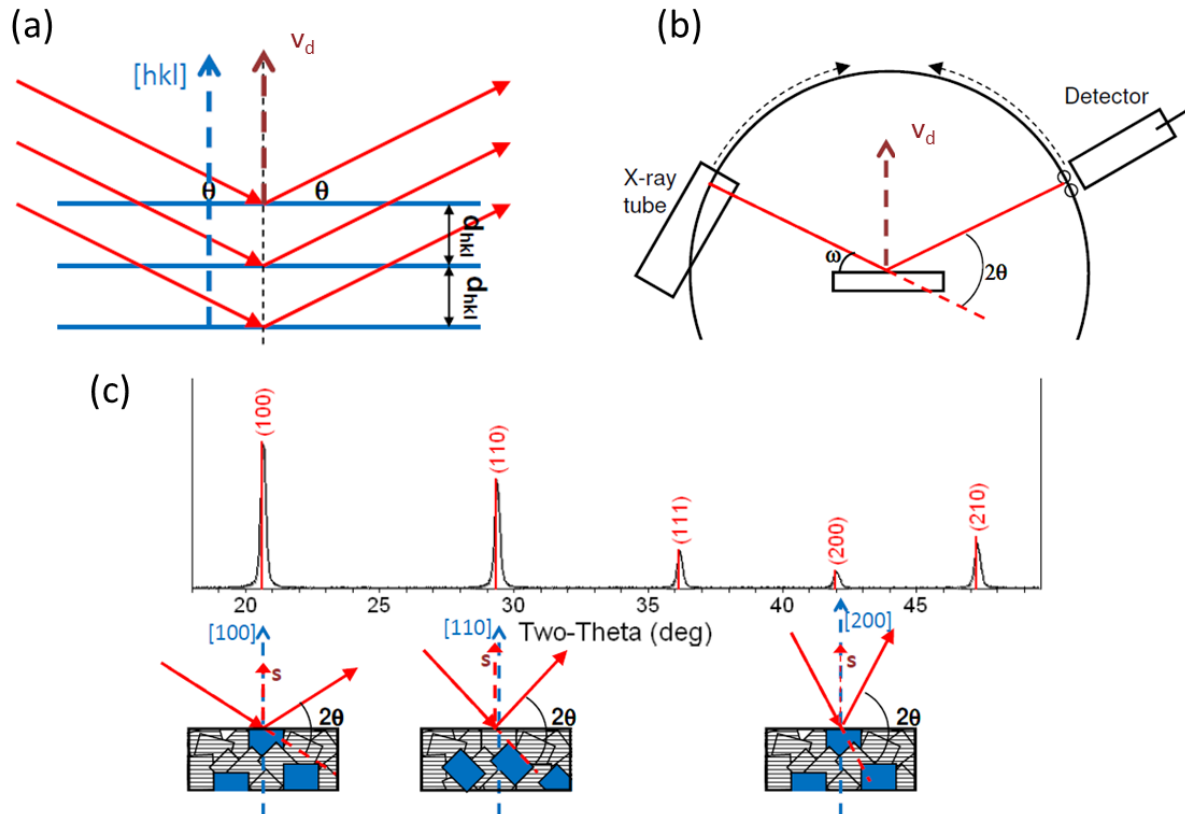 (a)
[hkl]
v_d
θ
θ
d_hkl
d_hkl
(b)
v_d
Detector
X-ray
tube
ω
2θ
(c)
(100)
(110)
(111)
(200)
(210)
20 25 30 35 40 45
Two-Theta (deg)
[100]
s
2θ
[110]
s
2θ
[200]
s
2θ